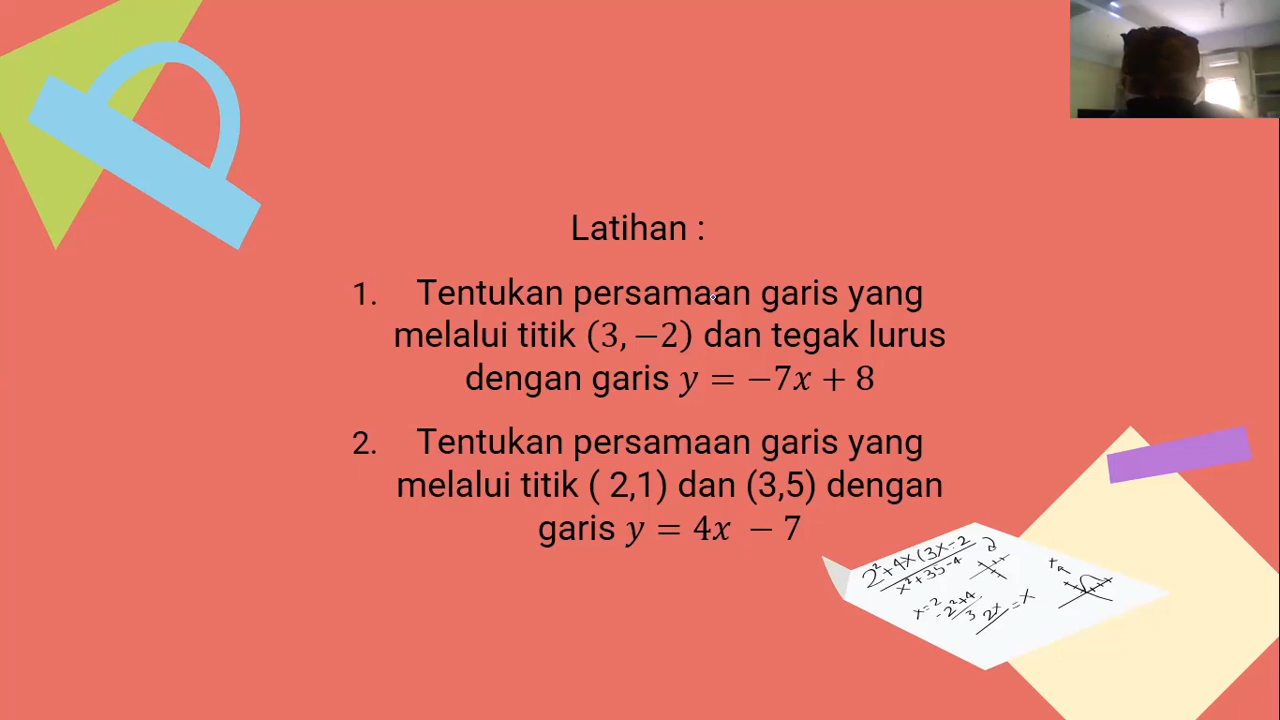 Latihan :
1. Tentukan persamaan garis yang
melalui titik (3, −2) dan tegak lurus
dengan garis y = −7x + 8
2. Tentukan persamaan garis yang
melalui titik ( 2,1) dan (3,5) dengan
garis y = 4x − 7